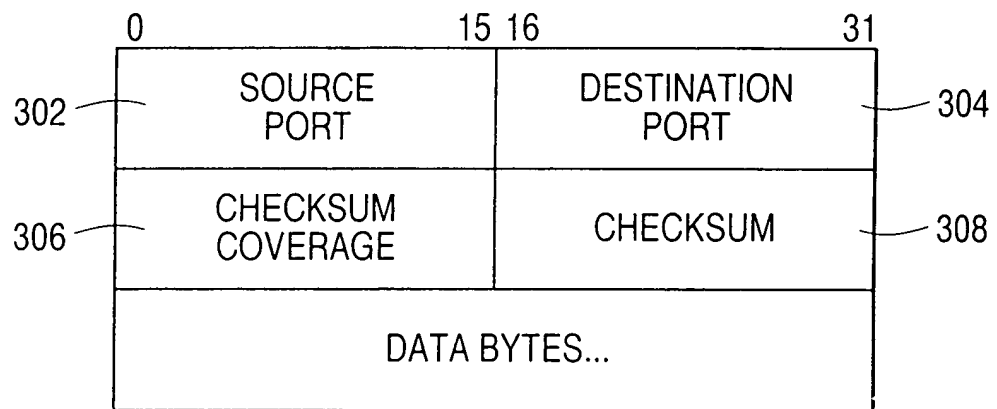 0 15 16 31
302 SOURCE PORT DESTINATION PORT 304
306 CHECKSUM COVERAGE CHECKSUM 308
DATA BYTES...